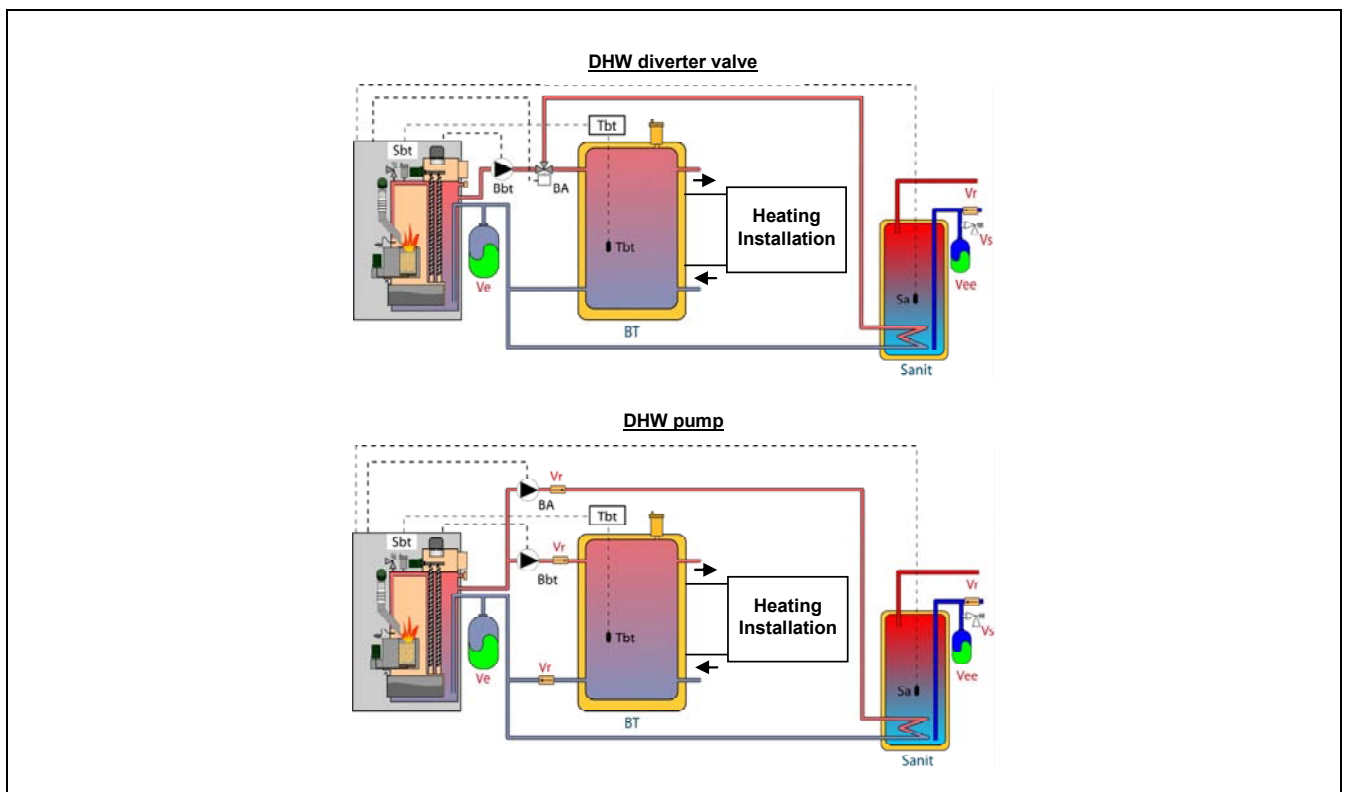 DHW diverter valve
Tbt
Sbt
Bbt
BA
Heating
Installation
Vr
Vs
Tbt
Ve
Vee
Sa
BT
Sanit
DHW pump
Vr
BA
Tbt
Sbt
Vr
Bbt
Heating
Installation
Vr
Vs
Tbt
Vr
Ve
Vee
Sa
BT
Sanit